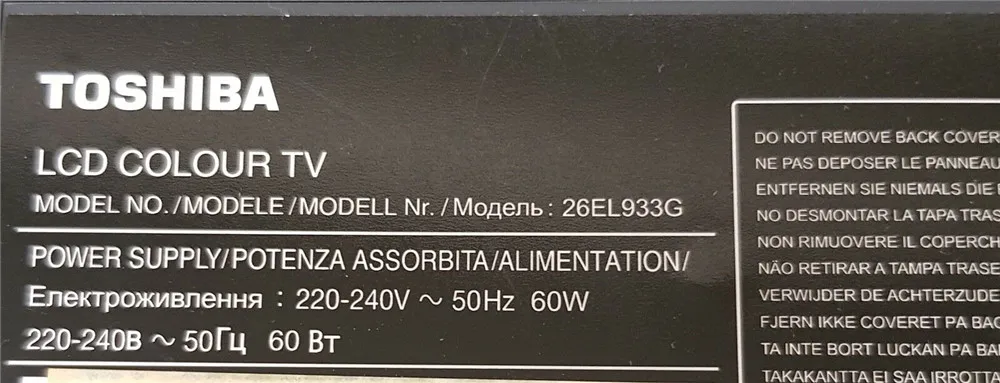 TOSHIBA
LCD COLOUR TV
MODEL NO./MODELE/MODELL Nr./Модель: 26EL933G
POWER SUPPLY/POTENZA ASSORBITA/ALIMENTATION/
Електроживлення : 220-240V ~ 50Hz 60W
220-240В ~ 50Гц 60 Вт
DO NOT REMOVE BACK COVER
NE PAS DEPOSER LE PANNEAU
ENTFERNEN SIE NIEMALS DIE
NO DESMONTAR LA TAPA TRAS
NON RIMUOVERE IL COPERCH
NÃO RETIRAR A TAMPA TRASE
VERWIJDER DE ACHTERZUDE
FJERN IKKE COVERET PA BAG
TA INTE BORT LUCKAN PA BA
TAKAKANTTA EI SAA IRROTTA